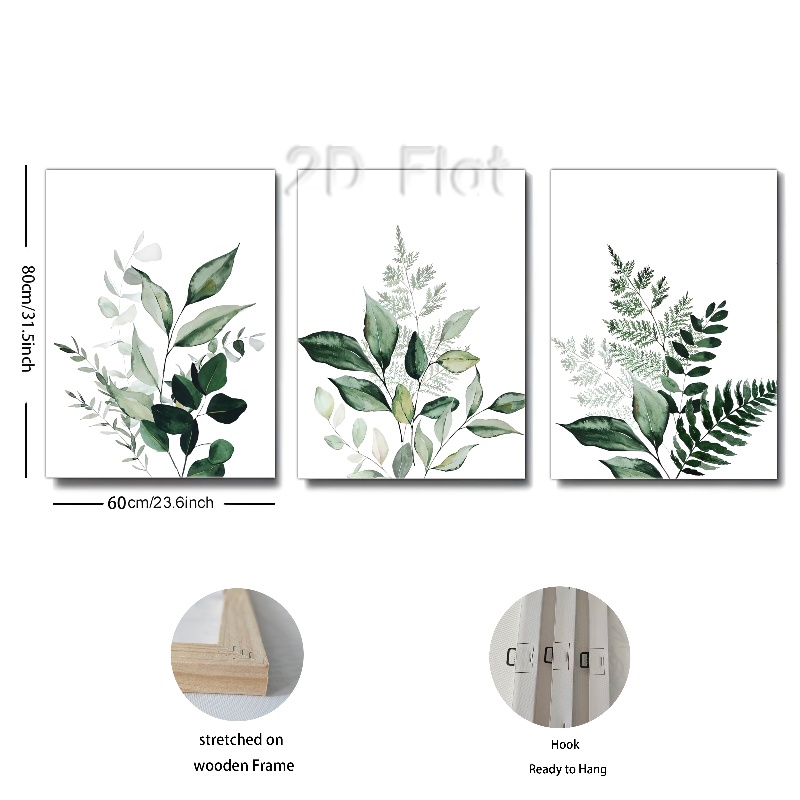 2D Flat
80cm/31.5inch
60cm/23.6inch
stretched on
wooden Frame
Hook
Ready to Hang